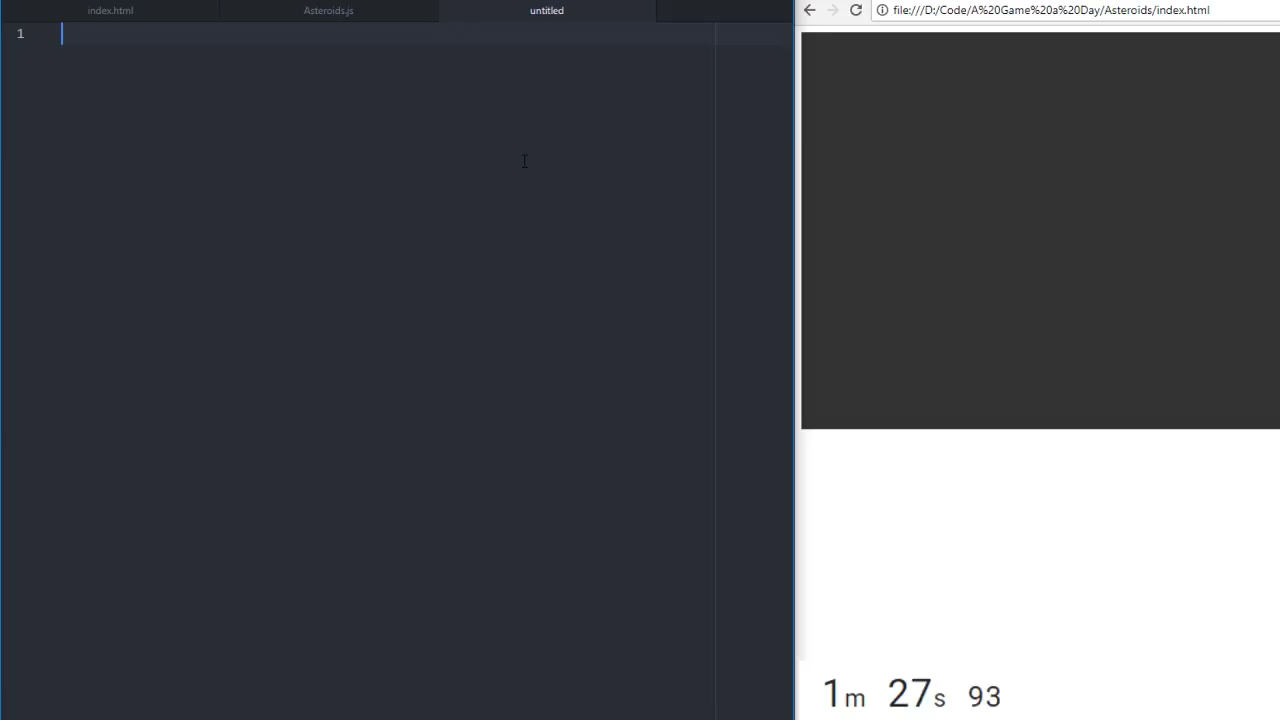 index.html
Asteroids.js
untitled
file:///D:/Code/A%20Game%20a%20Day/Asteroids/index.html
1
1m 27s 93